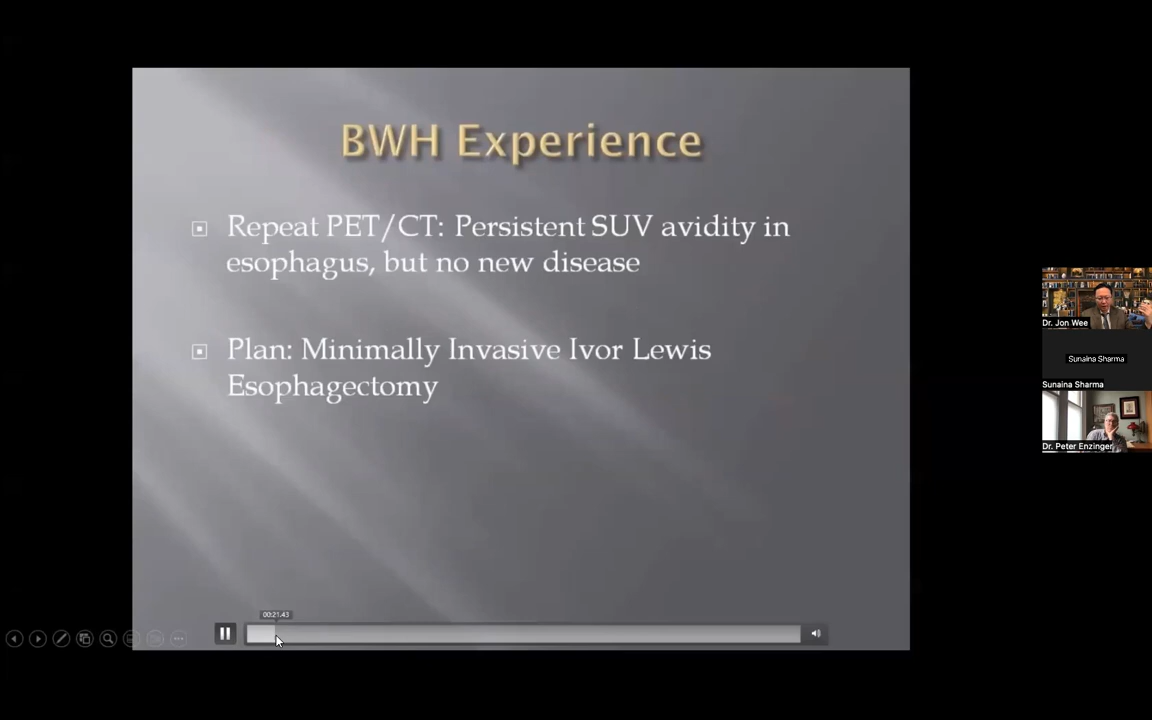 BWH Experience
Repeat PET/CT: Persistent SUV avidity in
esophagus, but no new disease
Plan: Minimally Invasive Ivor Lewis
Esophagectomy
00:21.43
Dr. Jon Wee
Sunaina Sharma
Sunaina Sharma
Dr. Peter Enzinger